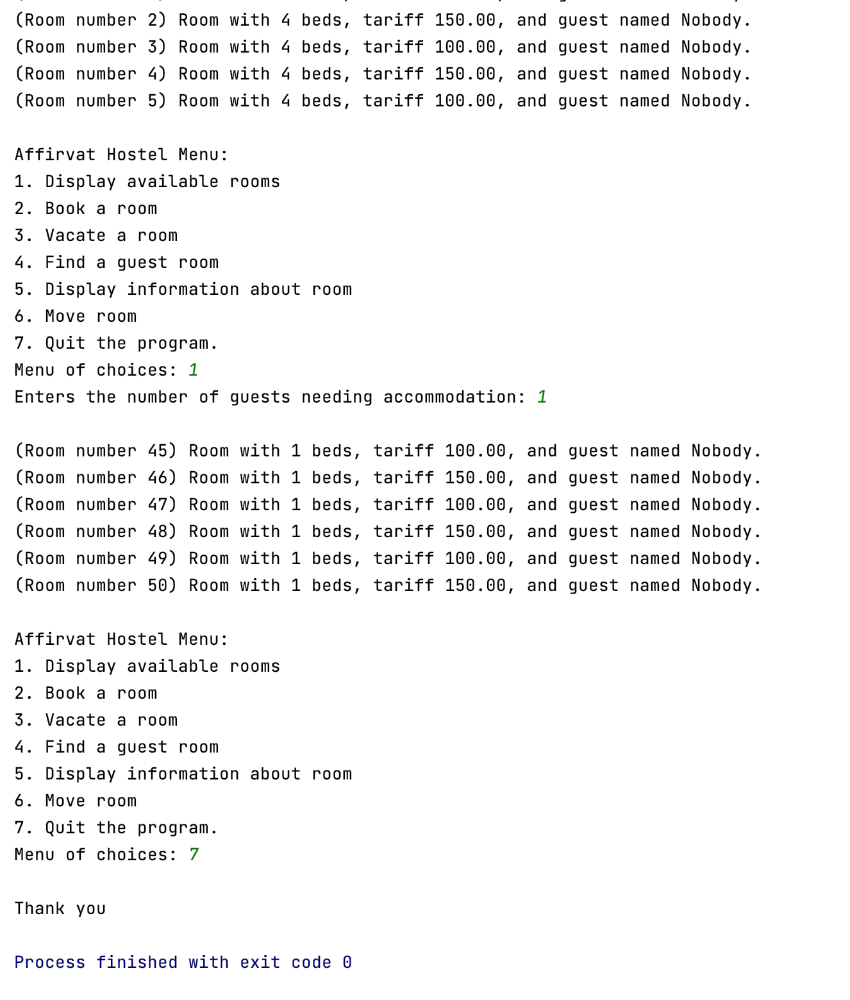 (Room number 2) Room with 4 beds, tariff 150.00, and guest named Nobody.
(Room number 3) Room with 4 beds, tariff 100.00, and guest named Nobody.
(Room number 4) Room with 4 beds, tariff 150.00, and guest named Nobody.
(Room number 5) Room with 4 beds, tariff 100.00, and guest named Nobody.
Affirvat Hostel Menu:
1. Display available rooms
2. Book a room
3. Vacate a room
4. Find a guest room
5. Display information about room
6. Move room
7. Quit the program.
Menu of choices: 1
Enters the number of guests needing accommodation: 1
(Room number 45) Room with 1 beds, tariff 100.00, and guest named Nobody.
(Room number 46) Room with 1 beds, tariff 150.00, and guest named Nobody.
(Room number 47) Room with 1 beds, tariff 100.00, and guest named Nobody.
(Room number 48) Room with 1 beds, tariff 150.00, and guest named Nobody.
(Room number 49) Room with 1 beds, tariff 100.00, and guest named Nobody.
(Room number 50) Room with 1 beds, tariff 150.00, and guest named Nobody.
Affirvat Hostel Menu:
1. Display available rooms
2. Book a room
3. Vacate a room
4. Find a guest room
5. Display information about room
6. Move room
7. Quit the program.
Menu of choices: 7
Thank you
Process finished with exit code 0